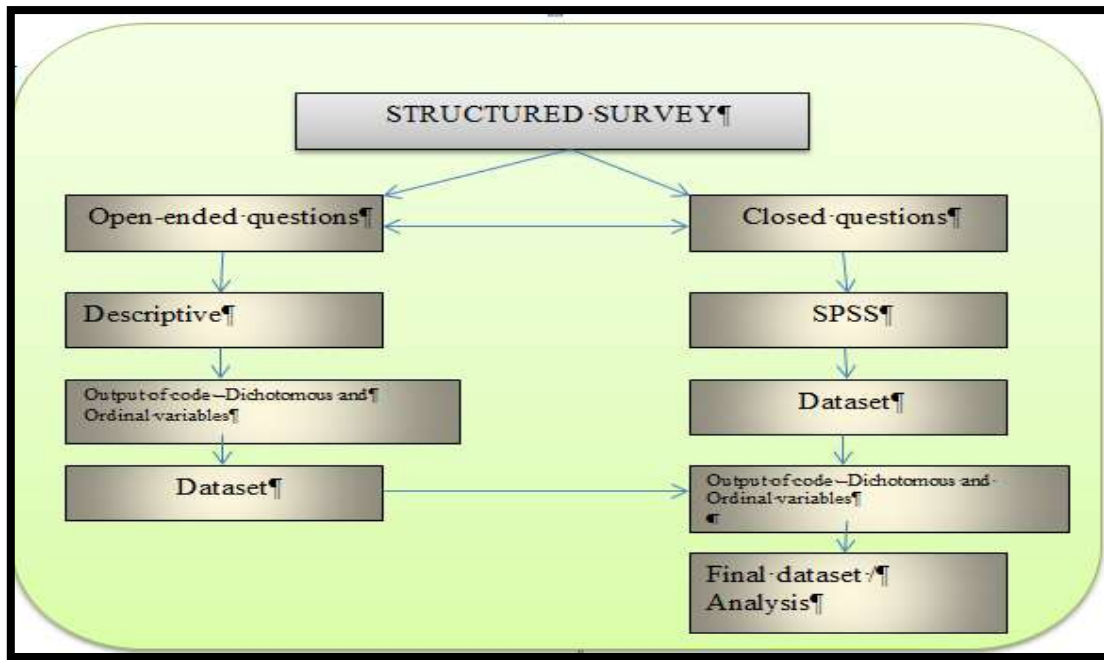 STRUCTURED·SURVEY¶
Open-ended·questions¶
Closed·questions¶
Descriptive¶
SPSS¶
Output·of·code·–Dichotomous·and¶
Ordinal·variables¶
Dataset¶
Dataset¶
Output·of·code·–Dichotomous·and·
Ordinal·variables¶
¶
Final·dataset·/¶
Analysis¶